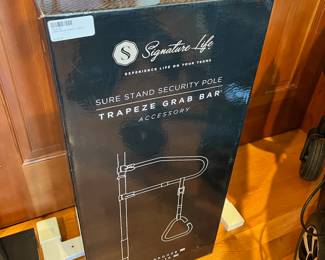 S
Signature Life
EXPERIENCE LIFE ON YOUR TERMS
SURE STAND SECURITY POLE
TRAPEZE GRAB BAR
ACCESSORY